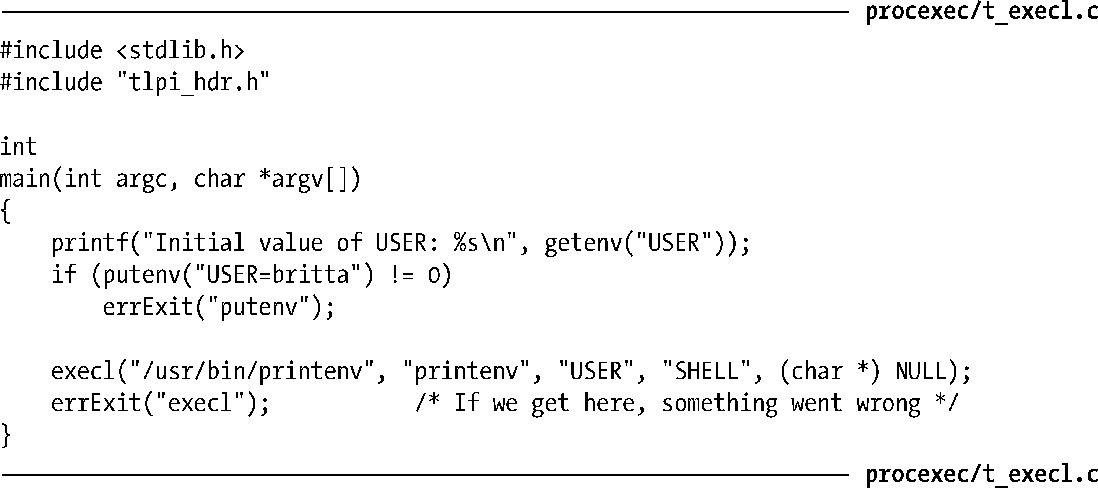 procexec/t_execl.c
#include <stdlib.h>
#include "tlpi_hdr.h"
int
main(int argc, char *argv[])
{
    printf("Initial value of USER: %s\n", getenv("USER"));
    if (putenv("USER=britta") != 0)
        errExit("putenv");
    execl("/usr/bin/printenv", "printenv", "USER", "SHELL", (char *) NULL);
    errExit("execl");           /* If we get here, something went wrong */
}
procexec/t_execl.c